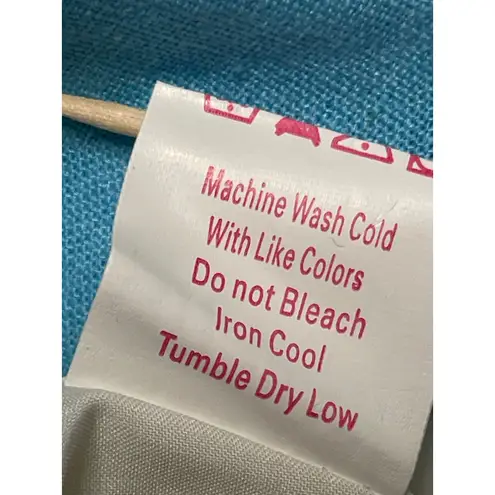 Machine Wash Cold
With Like Colors
Do not Bleach
Iron Cool
Tumble Dry Low